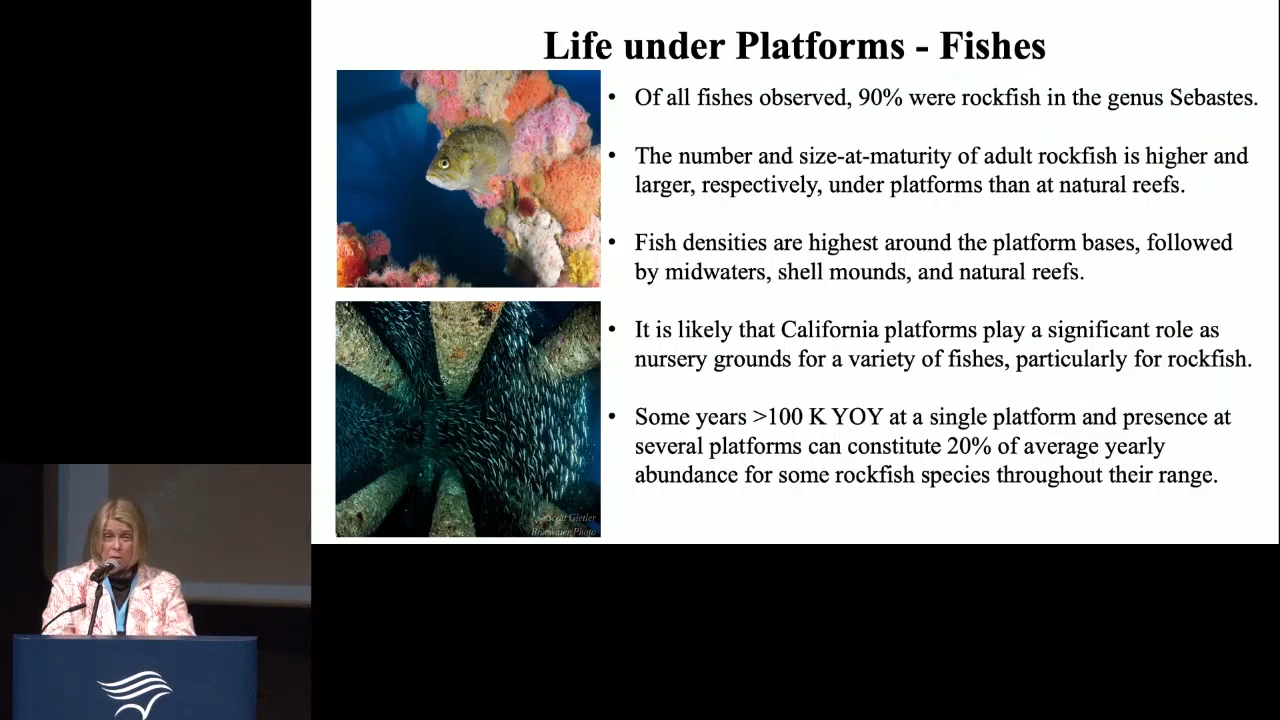 Life under Platforms - Fishes
• Of all fishes observed, 90% were rockfish in the genus Sebastes.
• The number and size-at-maturity of adult rockfish is higher and
larger, respectively, under platforms than at natural reefs.
• Fish densities are highest around the platform bases, followed
by midwaters, shell mounds, and natural reefs.
• It is likely that California platforms play a significant role as
nursery grounds for a variety of fishes, particularly for rockfish.
• Some years >100 K YOY at a single platform and presence at
several platforms can constitute 20% of average yearly
abundance for some rockfish species throughout their range.
Scott Gietler
Bluewater Photo